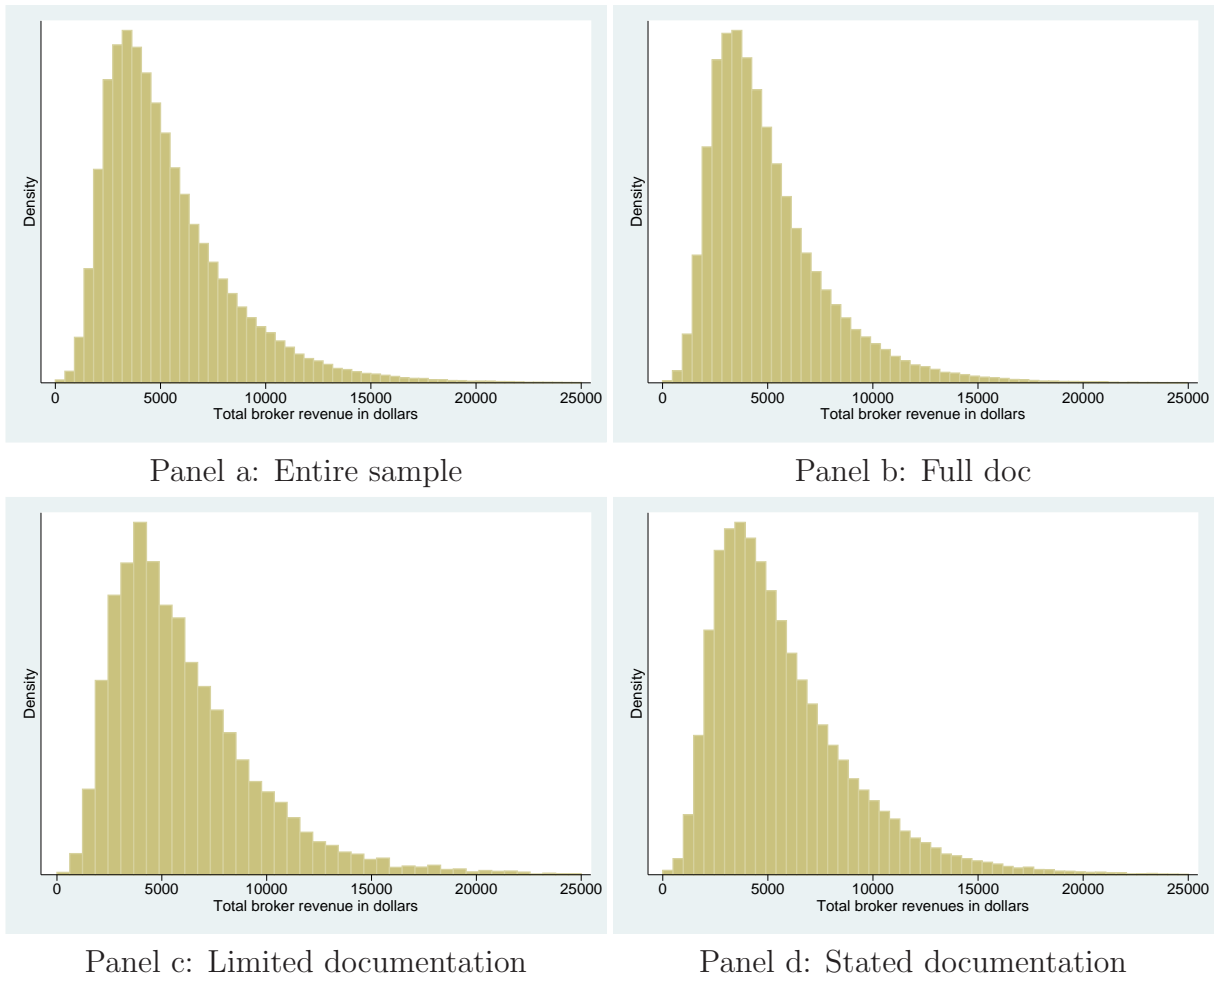 Density
0 5000 10000 15000 20000 25000
Total broker revenue in dollars
Panel a: Entire sample
Density
0 5000 10000 15000 20000 25000
Total broker revenue in dollars
Panel b: Full doc
Density
0 5000 10000 15000 20000 25000
Total broker revenue in dollars
Panel c: Limited documentation
Density
0 5000 10000 15000 20000 25000
Total broker revenues in dollars
Panel d: Stated documentation